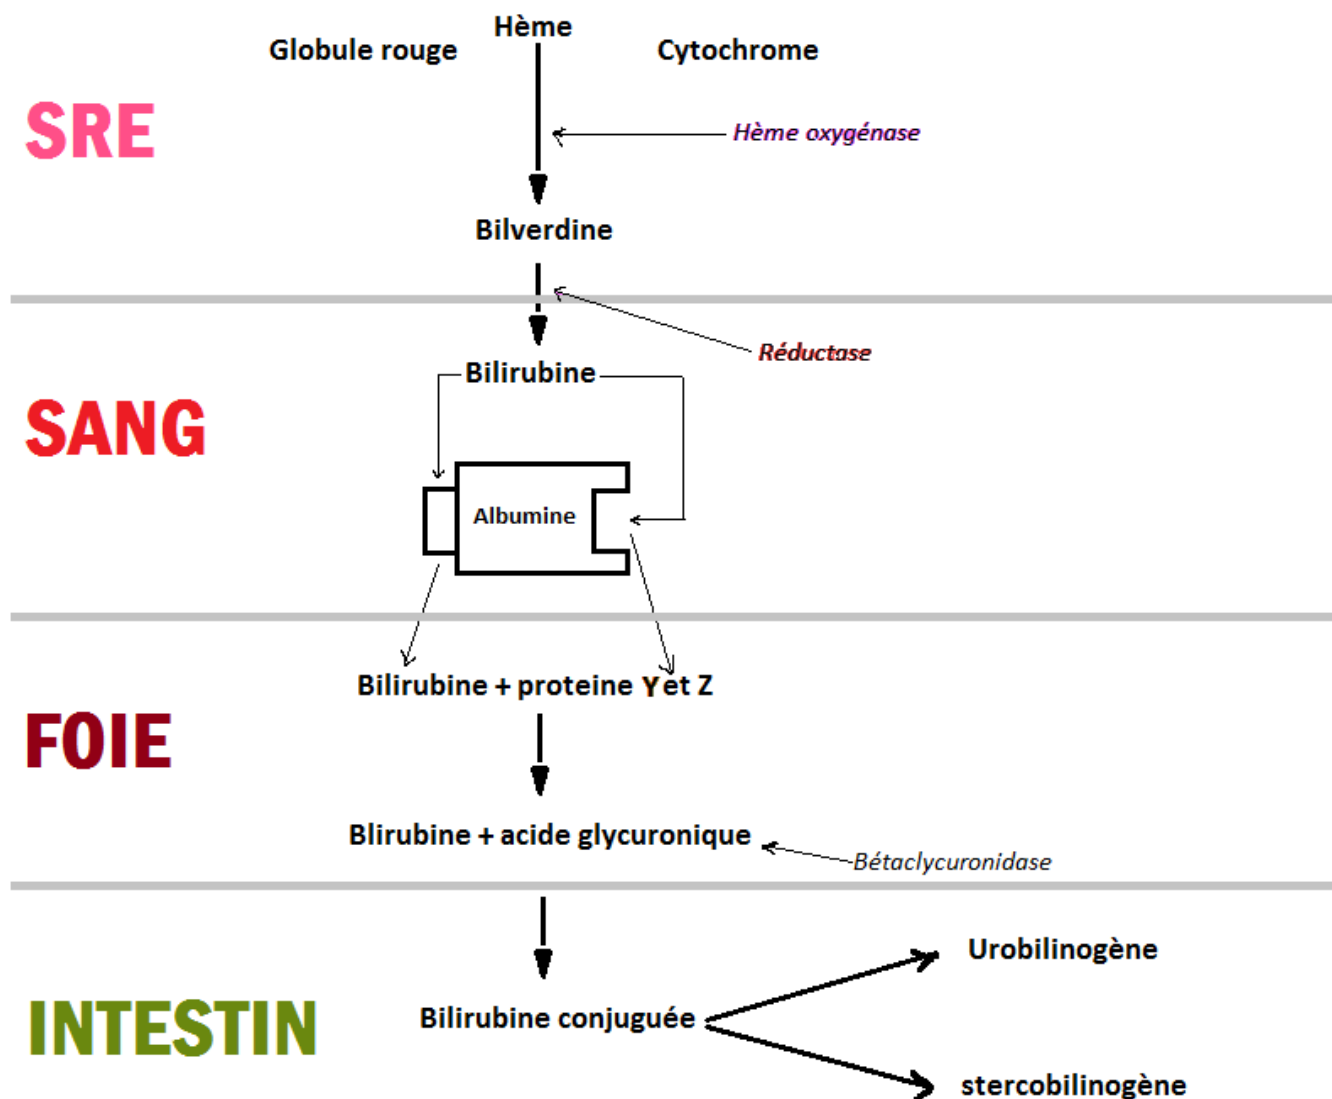 Hème
Globule rouge
Cytochrome
SRE
Hème oxygénase
Bilverdine
Réductase
Bilirubine
SANG
Albumine
Bilirubine + proteine Y et Z
FOIE
Blirubine + acide glycuronique
Bétaclycuronidase
Urobilinogène
INTESTIN
Bilirubine conjuguée
stercobilinogène